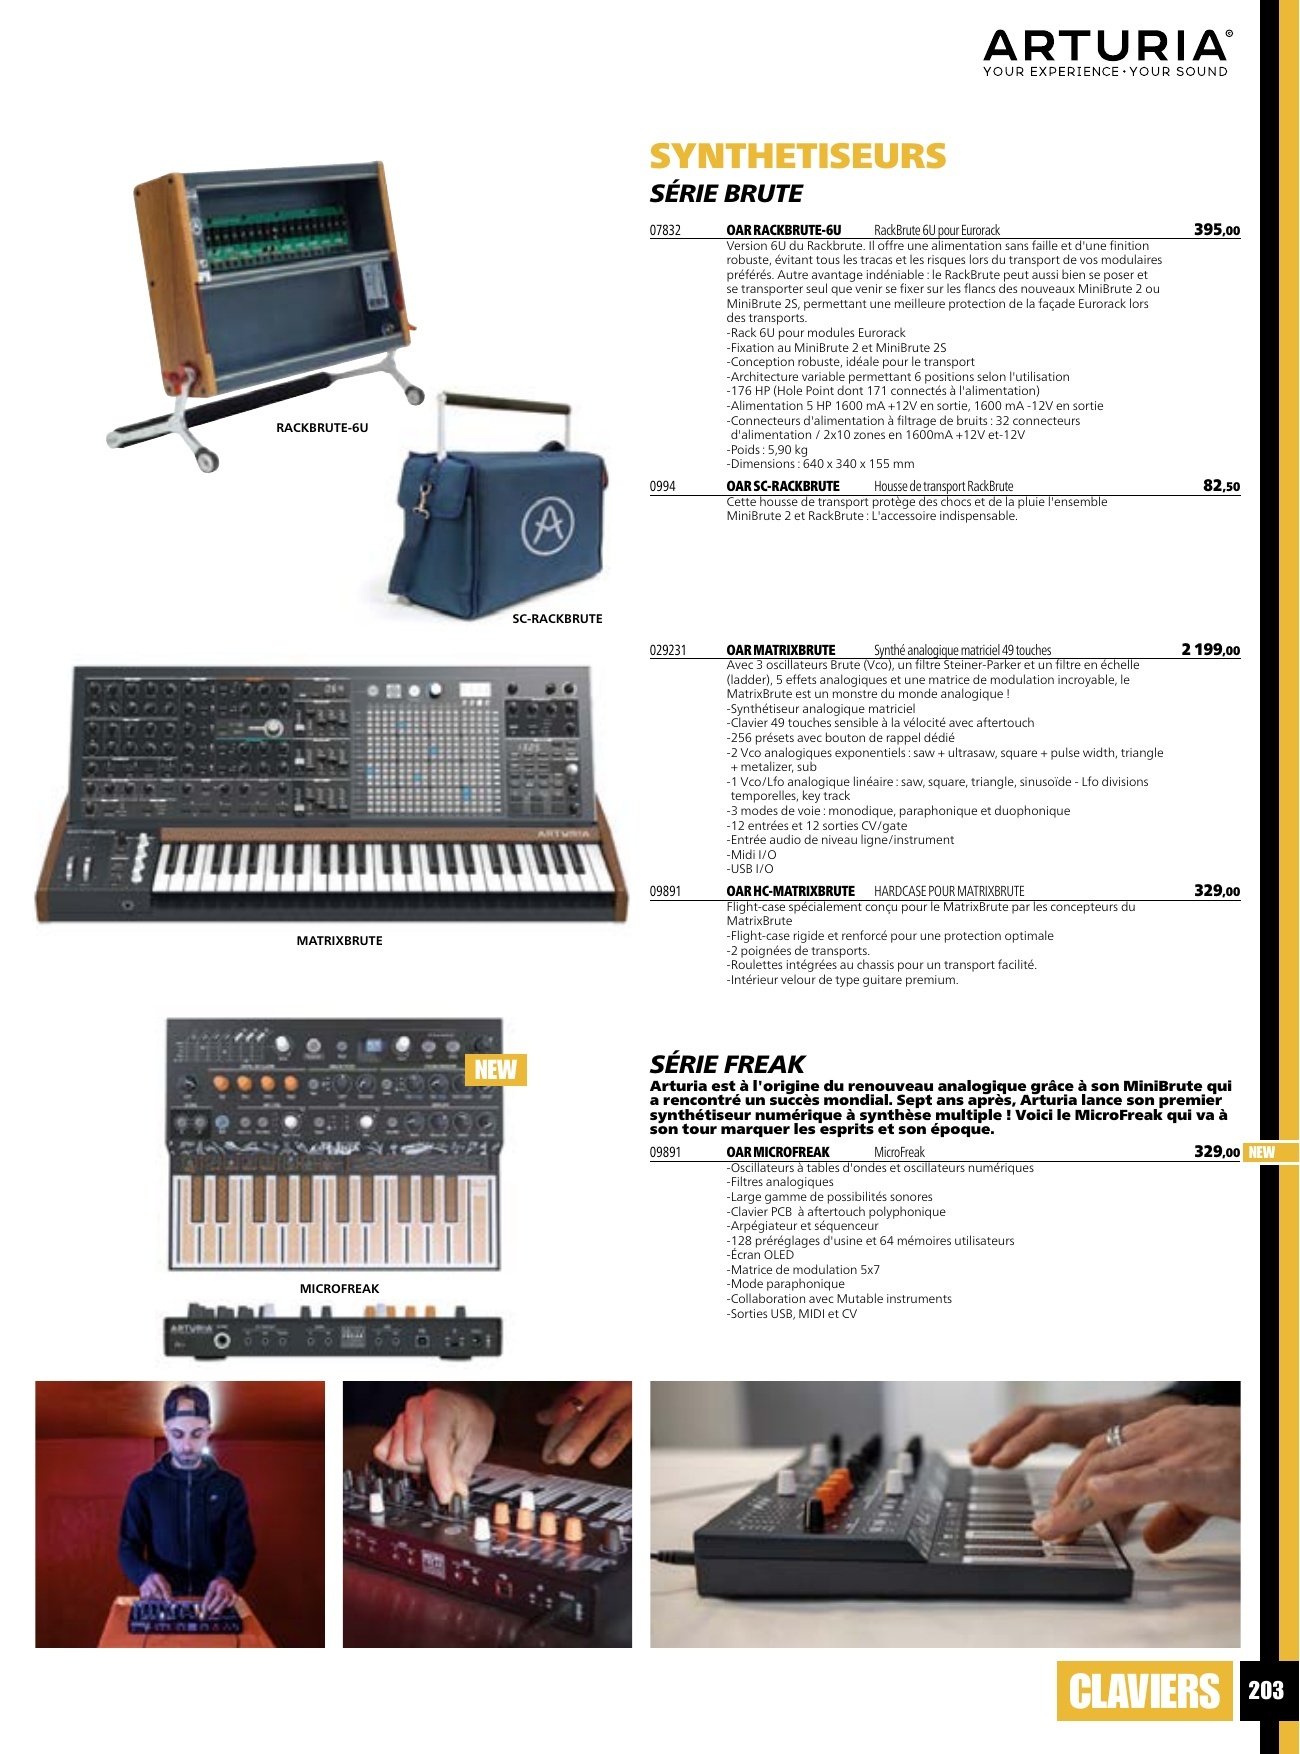 ARTURIA©
YOUR EXPERIENCE • YOUR SOUND
SYNTHETISEURS
SÉRIE BRUTE
07832 OAR RACKBRUTE-6U RackBrute 6U pour Eurorack 395,00
Version 6U du Rackbrute. Il offre une alimentation sans faille et d'une finition
robuste, évitant tous les tracas et les risques lors du transport de vos modulaires
préférés. Autre avantage indéniable : le RackBrute peut aussi bien se poser et
se transporter seul que venir se fixer sur les flancs des nouveaux MiniBrute 2 ou
MiniBrute 2S, permettant une meilleure protection de la façade Eurorack lors
des transports.
-Rack 6U pour modules Eurorack
-Fixation au MiniBrute 2 et MiniBrute 2S
-Conception robuste, idéale pour le transport
-Architecture variable permettant 6 positions selon l'utilisation
-176 HP (Hole Point dont 171 connectés à l'alimentation)
-Alimentation 5 HP 1600 mA +12V en sortie, 1600 mA -12V en sortie
-Connecteurs d'alimentation à filtrage de bruits : 32 connecteurs
d'alimentation / 2x10 zones en 1600mA +12V et-12V
-Poids : 5,90 kg
-Dimensions : 640 x 340 x 155 mm
RACKBRUTE-6U
0994 OAR SC-RACKBRUTE Housse de transport RackBrute 82,50
Cette housse de transport protège des chocs et de la pluie l'ensemble
MiniBrute 2 et RackBrute : L'accessoire indispensable.
SC-RACKBRUTE
029231 OAR MATRIXBRUTE Synthé analogique matriciel 49 touches 2 199,00
Avec 3 oscillateurs Brute (Vco), un filtre Steiner-Parker et un filtre en échelle
(ladder), 5 effets analogiques et une matrice de modulation incroyable, le
MatrixBrute est un monstre du monde analogique !
-Synthétiseur analogique matriciel
-Clavier 49 touches sensible à la vélocité avec aftertouch
-256 présets avec bouton de rappel dédié
-2 Vco analogiques exponentiels : saw + ultrasaw, square + pulse width, triangle
+ metalizer, sub
-1 Vco/Lfo analogique linéaire : saw, square, triangle, sinusoïde - Lfo divisions
temporelles, key track
-3 modes de voie : monodique, paraphonique et duophonique
-12 entrées et 12 sorties CV/gate
-Entrée audio de niveau ligne/instrument
-Midi I/O
-USB I/O
ARTURIA
MATRIXBRUTE
09891 OAR HC-MATRIXBRUTE HARDCASE POUR MATRIXBRUTE 329,00
Flight-case spécialement conçu pour le MatrixBrute par les concepteurs du
MatrixBrute
-Flight-case rigide et renforcé pour une protection optimale
-2 poignées de transports.
-Roulettes intégrées au chassis pour un transport facilité.
-Intérieur velour de type guitare premium.
NEW
SÉRIE FREAK
Arturia est à l'origine du renouveau analogique grâce à son MiniBrute qui
a rencontré un succès mondial. Sept ans après, Arturia lance son premier
synthétiseur numérique à synthèse multiple ! Voici le MicroFreak qui va à
son tour marquer les esprits et son époque.
09891 OAR MICROFREAK MicroFreak 329,00 NEW
-Oscillateurs à tables d'ondes et oscillateurs numériques
-Filtres analogiques
-Large gamme de possibilités sonores
-Clavier PCB à aftertouch polyphonique
-Arpégiateur et séquenceur
-128 préréglages d'usine et 64 mémoires utilisateurs
-Écran OLED
-Matrice de modulation 5x7
-Mode paraphonique
-Collaboration avec Mutable instruments
-Sorties USB, MIDI et CV
MICROFREAK
ARTURIA
CLAVIERS 203